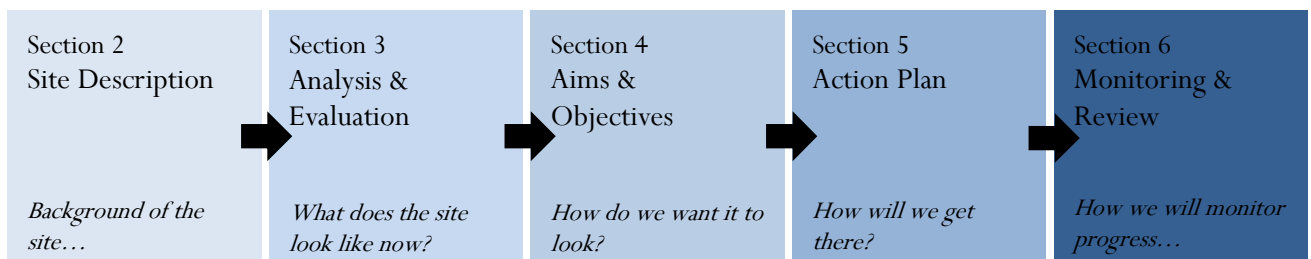 Section 2
Site Description
Background of the
site…
Section 3
Analysis &
Evaluation
What does the site
look like now?
Section 4
Aims &
Objectives
How do we want it to
look?
Section 5
Action Plan
How will we get
there?
Section 6
Monitoring &
Review
How we will monitor
progress…